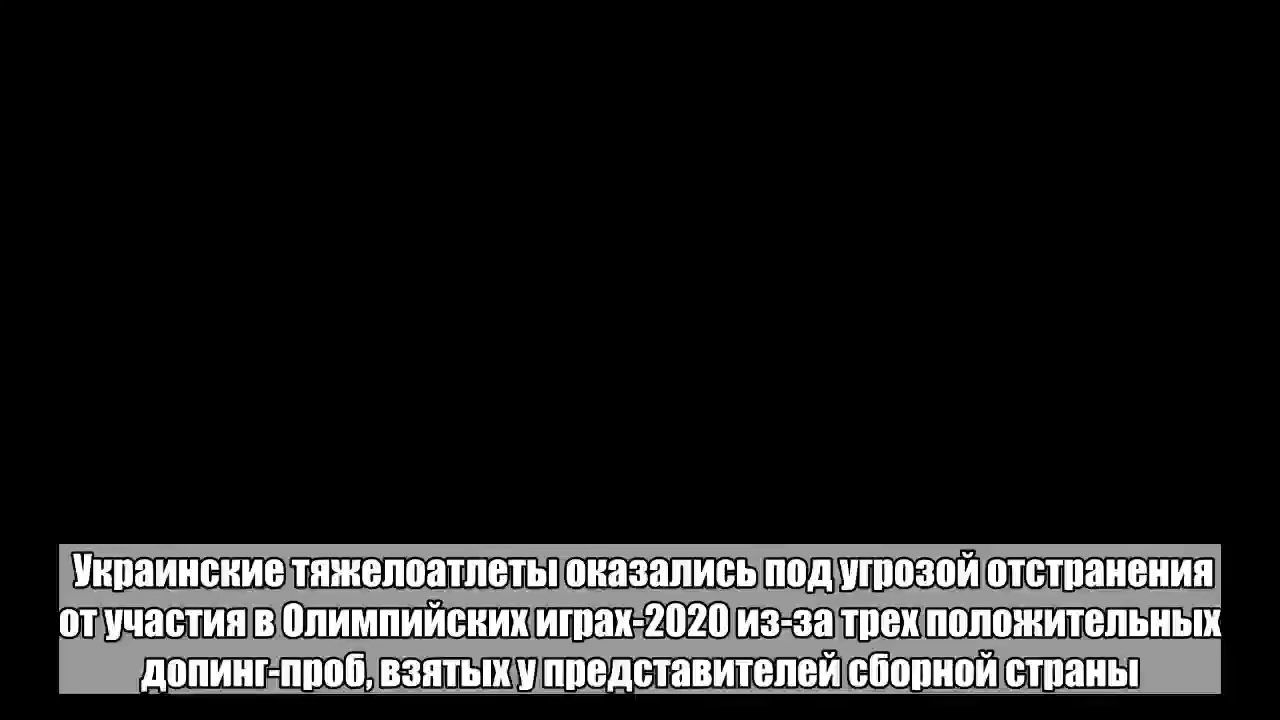 Украинские тяжелоатлеты оказались под угрозой отстранения
от участия в Олимпийских играх-2020 из-за трех положительных
допинг-проб, взятых у представителей сборной страны